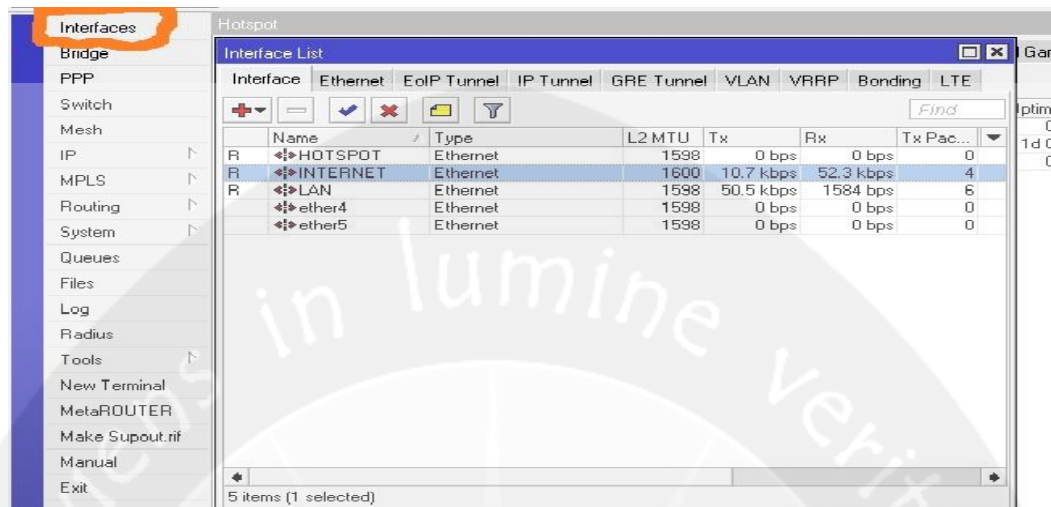 Interfaces
Bridge
PPP
Switch
Mesh
IP
MPLS
Routing
System
Queues
Files
Log
Radius
Tools
New Terminal
MetaROUTER
Make Supout.rif
Manual
Exit
Hotspot
Interface List
Interface Ethernet EoIP Tunnel IP Tunnel GRE Tunnel VLAN VRRP Bonding LTE
Find
Name Type L2 MTU Tx Rx Tx Pac...
R HOTSPOT Ethernet 1598 0 bps 0 bps 0
R INTERNET Ethernet 1600 10.7 kbps 52.3 kbps 4
R LAN Ethernet 1598 50.5 kbps 1584 bps 6
ether4 Ethernet 1598 0 bps 0 bps 0
ether5 Ethernet 1598 0 bps 0 bps 0
5 items (1 selected)
in lumine